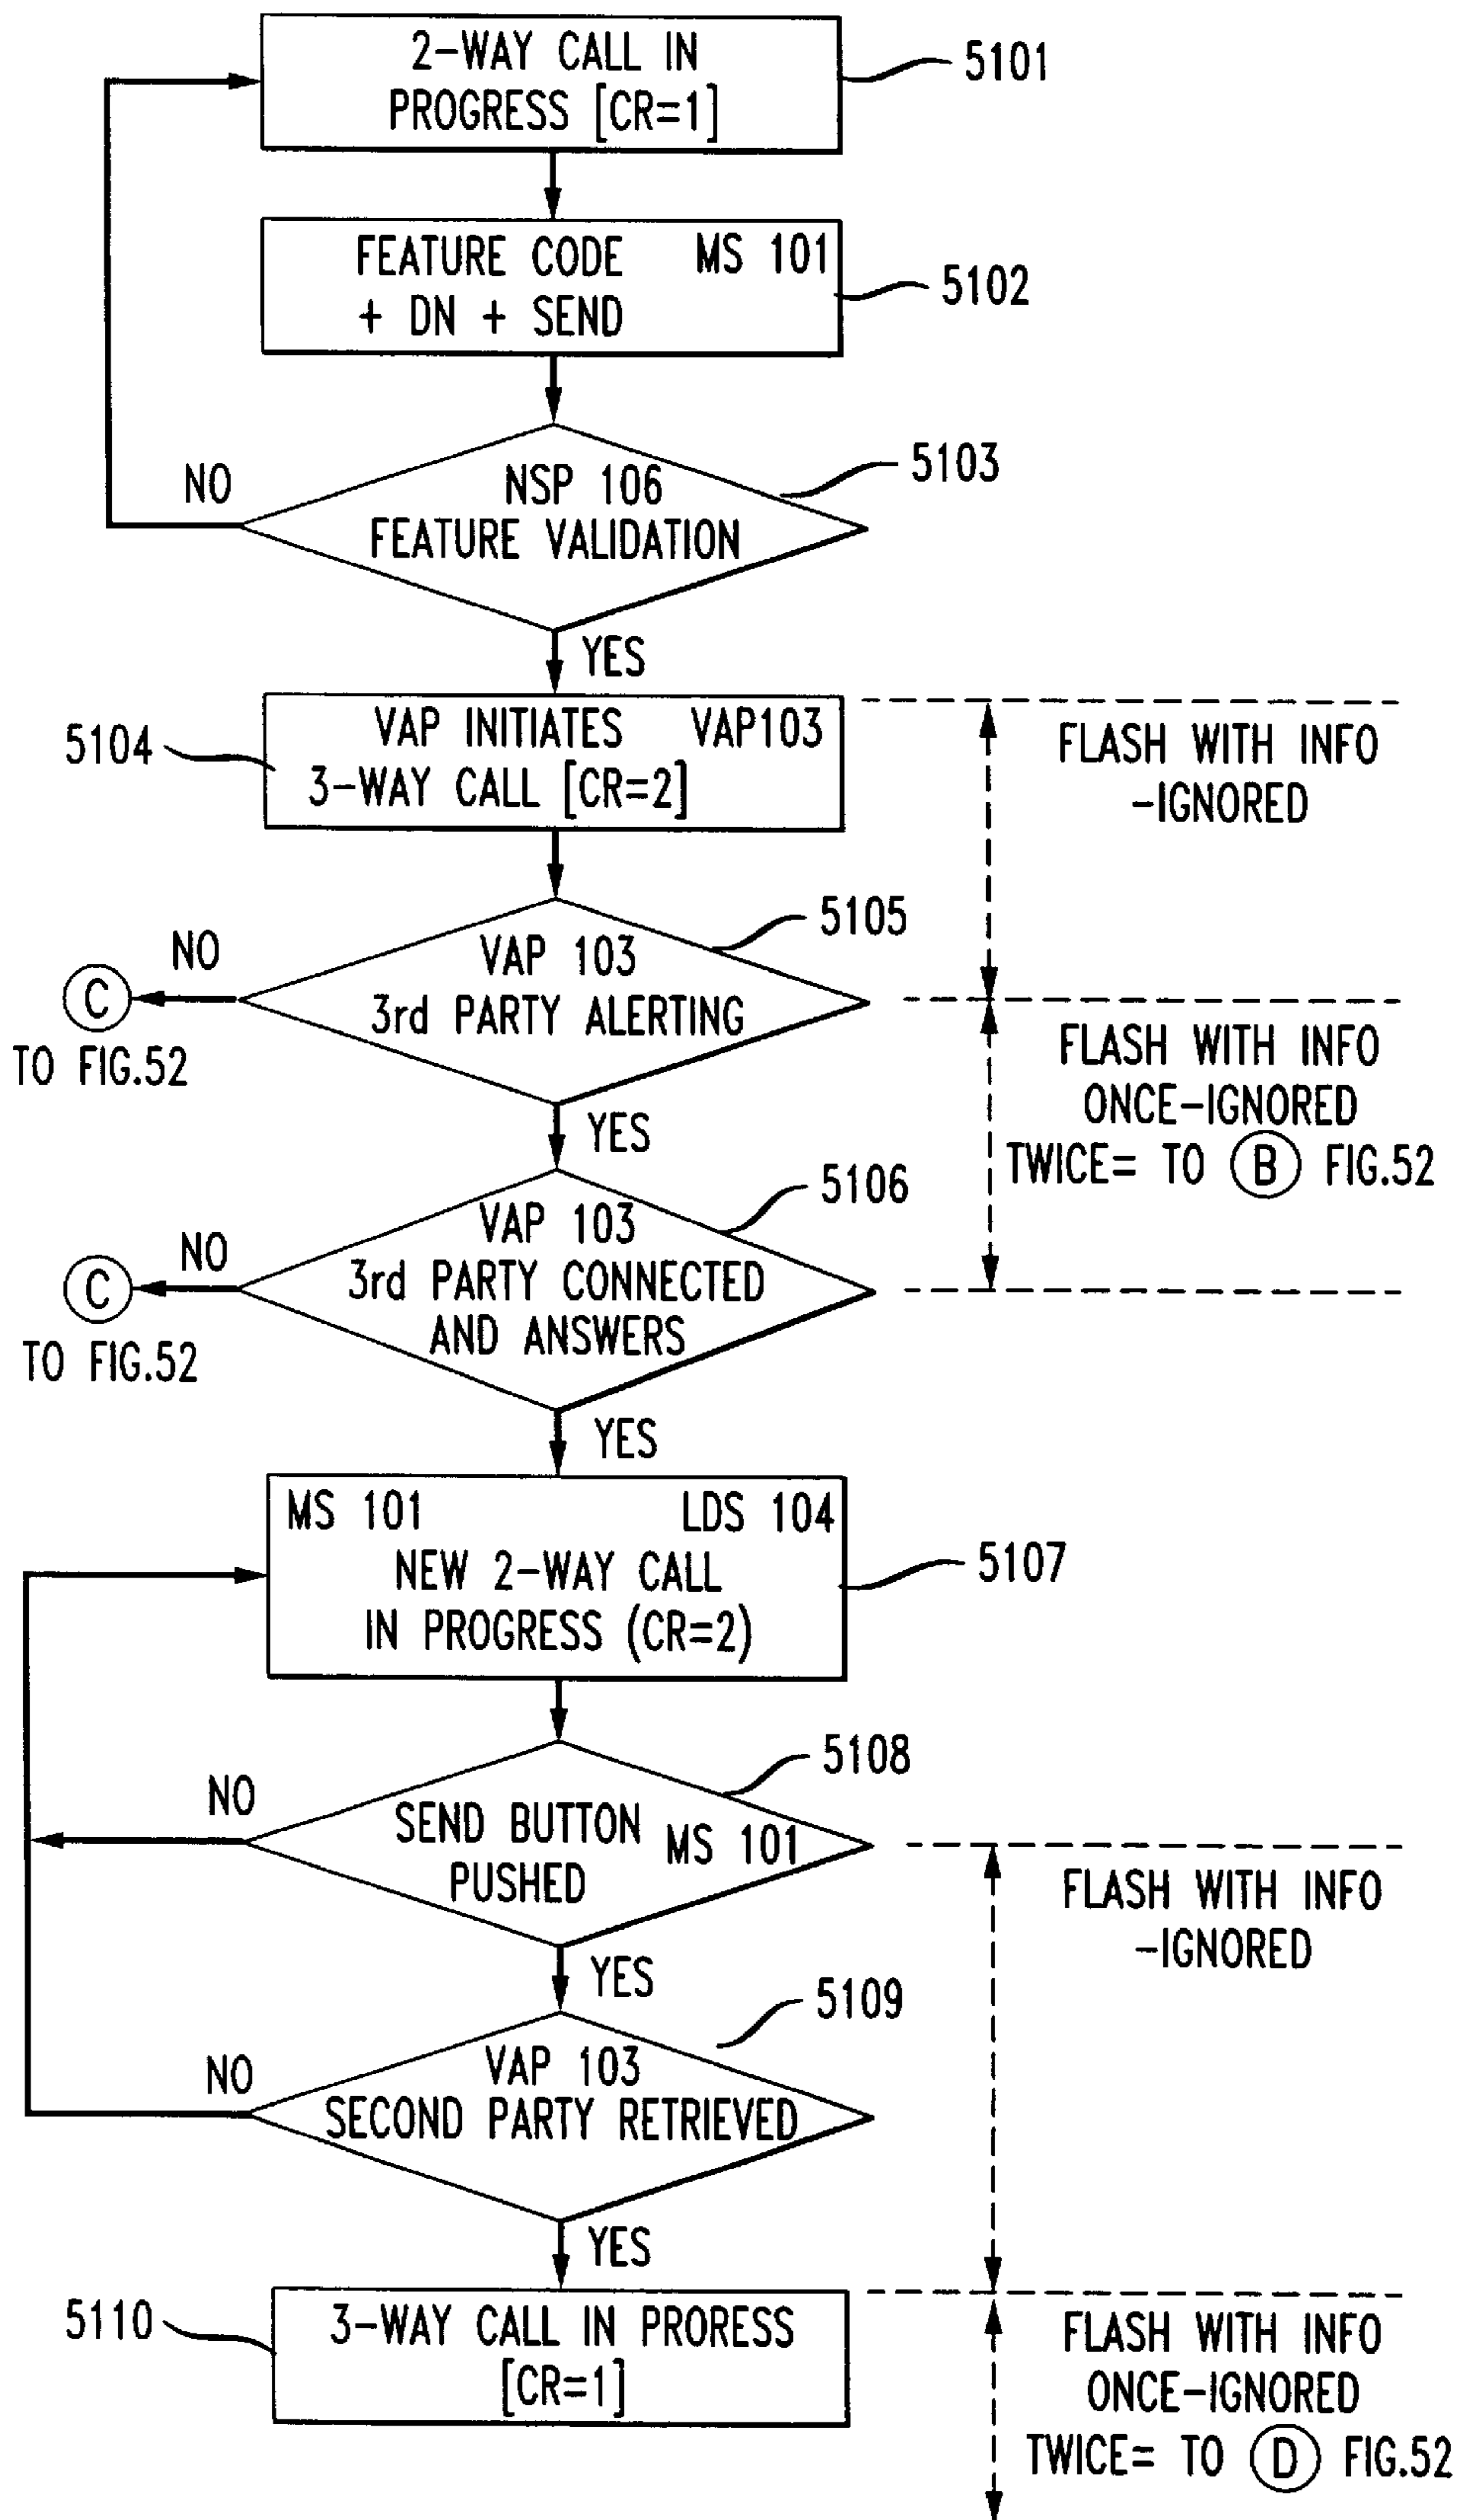 2-WAY CALL IN
PROGRESS [CR=1]
5101
FEATURE CODE MS 101
+ DN + SEND
5102
NO
NSP 106
FEATURE VALIDATION
5103
YES
5104
VAP INITIATES VAP103
3-WAY CALL [CR=2]
FLASH WITH INFO
-IGNORED
NO
C
TO FIG.52
VAP 103
3rd PARTY ALERTING
5105
YES
FLASH WITH INFO
ONCE-IGNORED
TWICE= TO B FIG.52
NO
C
TO FIG.52
VAP 103
3rd PARTY CONNECTED
AND ANSWERS
5106
YES
MS 101 LDS 104
NEW 2-WAY CALL
IN PROGRESS (CR=2)
5107
NO
SEND BUTTON
MS 101
PUSHED
5108
YES
FLASH WITH INFO
-IGNORED
NO
VAP 103
SECOND PARTY RETRIEVED
5109
YES
5110
3-WAY CALL IN PRORESS
[CR=1]
FLASH WITH INFO
ONCE-IGNORED
TWICE= TO D FIG.52